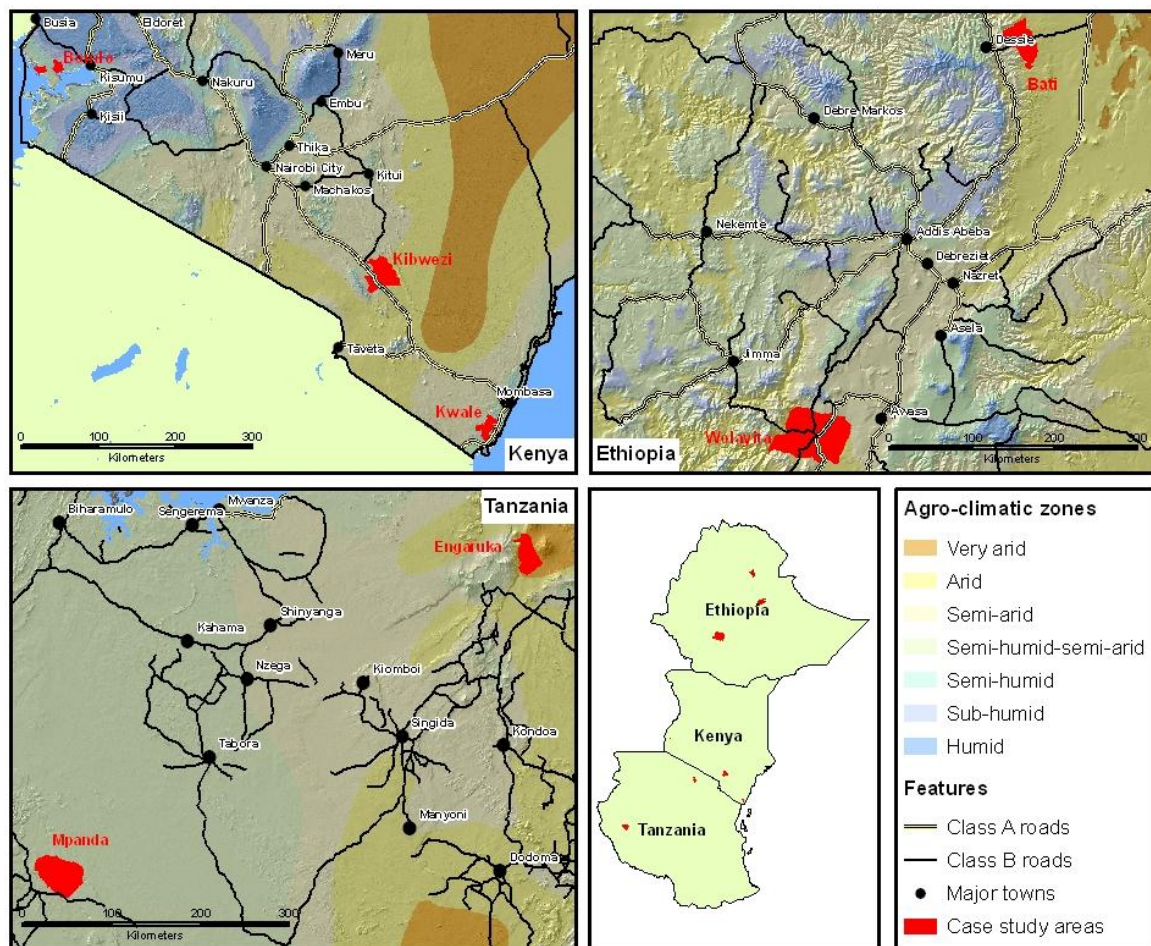 Busia
Eldoret
Meru
Bondo
Kisumu
Nakuru
Embu
Kisii
Thika
Nairobi City
Kitui
Machakos
Kibwezi
Taveta
Mombasa
Kwale
0 100 200 300
Kilometers
Kenya
Dessie
Bati
Debre Markos
Nekemte
Addis Abeba
Debreziet
Nazret
Asela
Jimma
Awasa
Wolayita
0 100 200 300
Kilometers
Ethiopia
Tanzania
Mwanza
Biharamulo
Sengerema
Engaruka
Shinyanga
Kahama
Nzega
Kiomboi
Singida
Kondoa
Tabora
Manyoni
Mpanda
Dodoma
0 100 200 300
Kilometers
Ethiopia
Kenya
Tanzania
Agro-climatic zones
Very arid
Arid
Semi-arid
Semi-humid-semi-arid
Semi-humid
Sub-humid
Humid
Features
Class A roads
Class B roads
Major towns
Case study areas